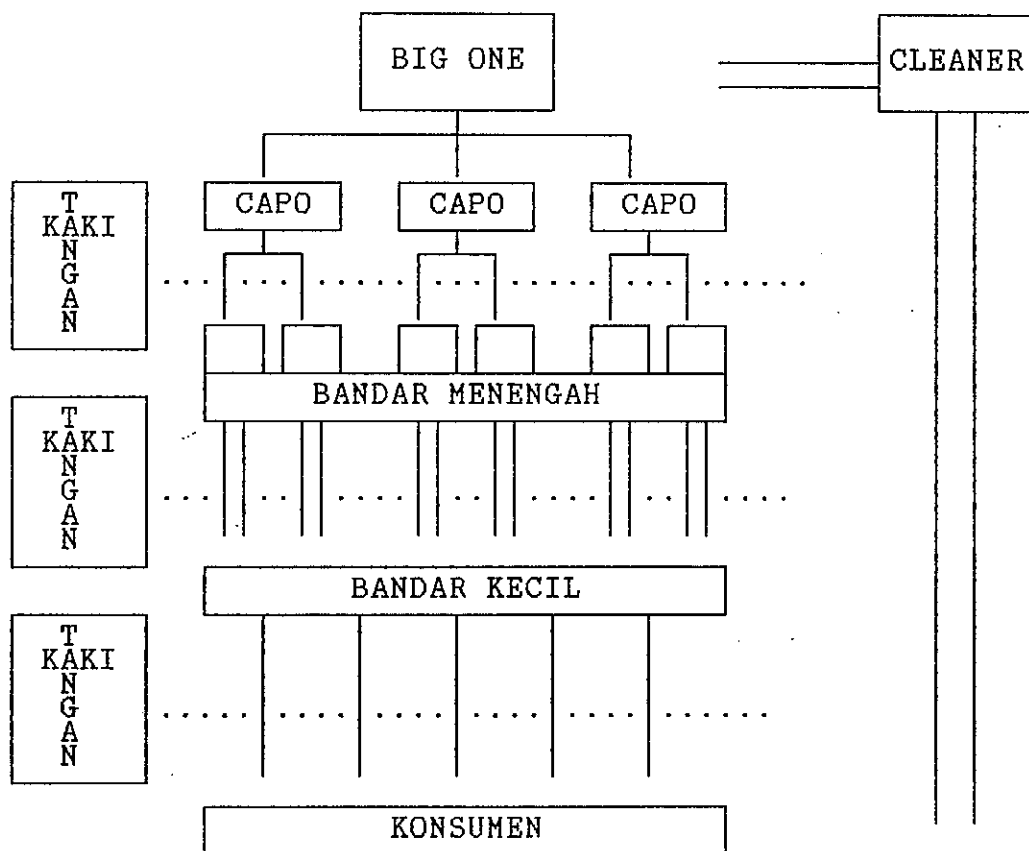 BIG ONE
CLEANER
CAPO CAPO CAPO
KAKI
TANGAN
BANDAR MENENGAH
KAKI
TANGAN
BANDAR KECIL
KAKI
TANGAN
KONSUMEN